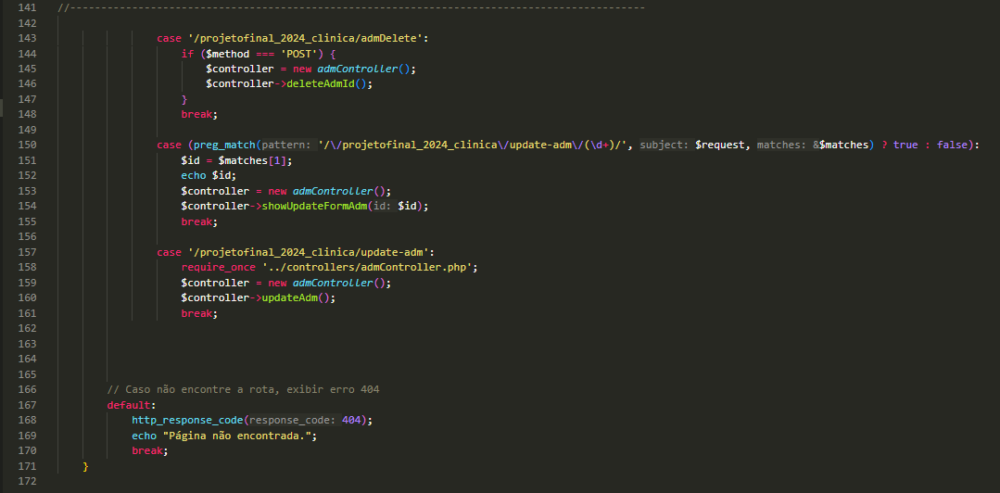 141 //----------------------------------------------------------------------------------------------
142
143 case '/projetofinal_2024_clinica/admDelete':
144 if ($method === 'POST') {
145 $controller = new admController();
146 $controller->deleteAdmId();
147 }
148 break;
149
150 case (preg_match(pattern: '/\/projetofinal_2024_clinica\/update-adm\/(\d+)/', subject: $request, matches: &$matches) ? true : false):
151 $id = $matches[1];
152 echo $id;
153 $controller = new admController();
154 $controller->showUpdateFormAdm(id: $id);
155 break;
156
157 case '/projetofinal_2024_clinica/update-adm':
158 require_once '../controllers/admController.php';
159 $controller = new admController();
160 $controller->updateAdm();
161 break;
162
163
164
165
166 // Caso não encontre a rota, exibir erro 404
167 default:
168 http_response_code(response_code: 404);
169 echo "Página não encontrada.";
170 break;
171 }
172